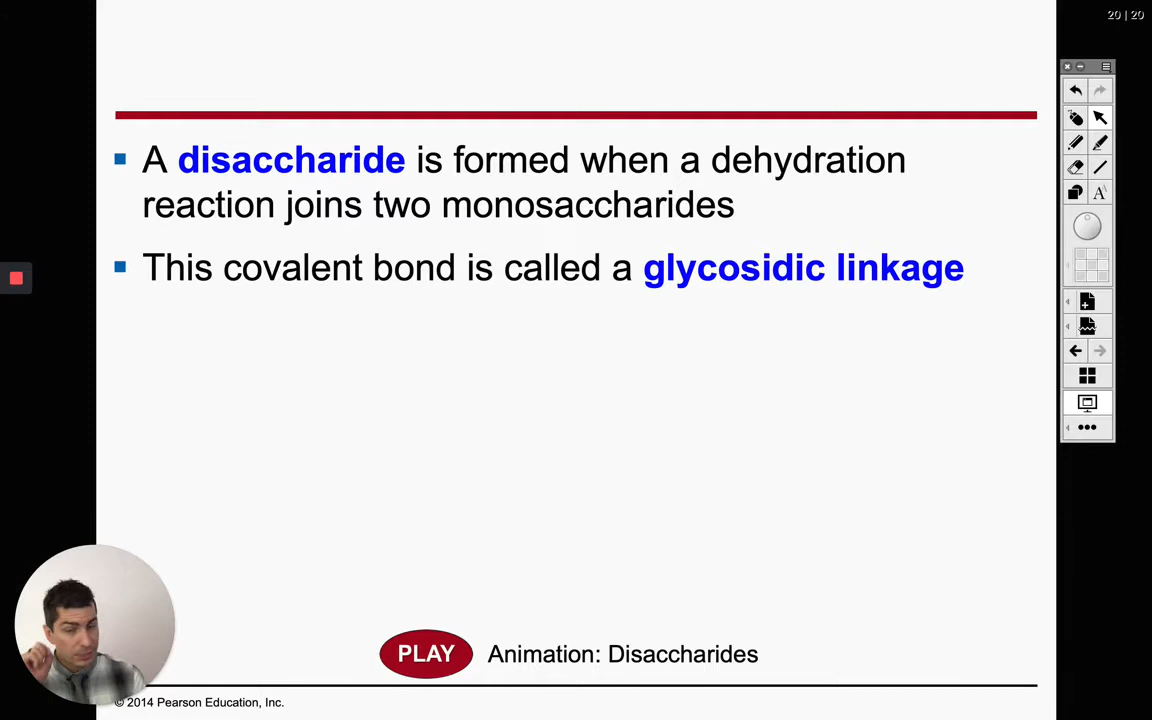 20 | 20
A disaccharide is formed when a dehydration
reaction joins two monosaccharides
This covalent bond is called a glycosidic linkage
A
PLAY Animation: Disaccharides
© 2014 Pearson Education, Inc.